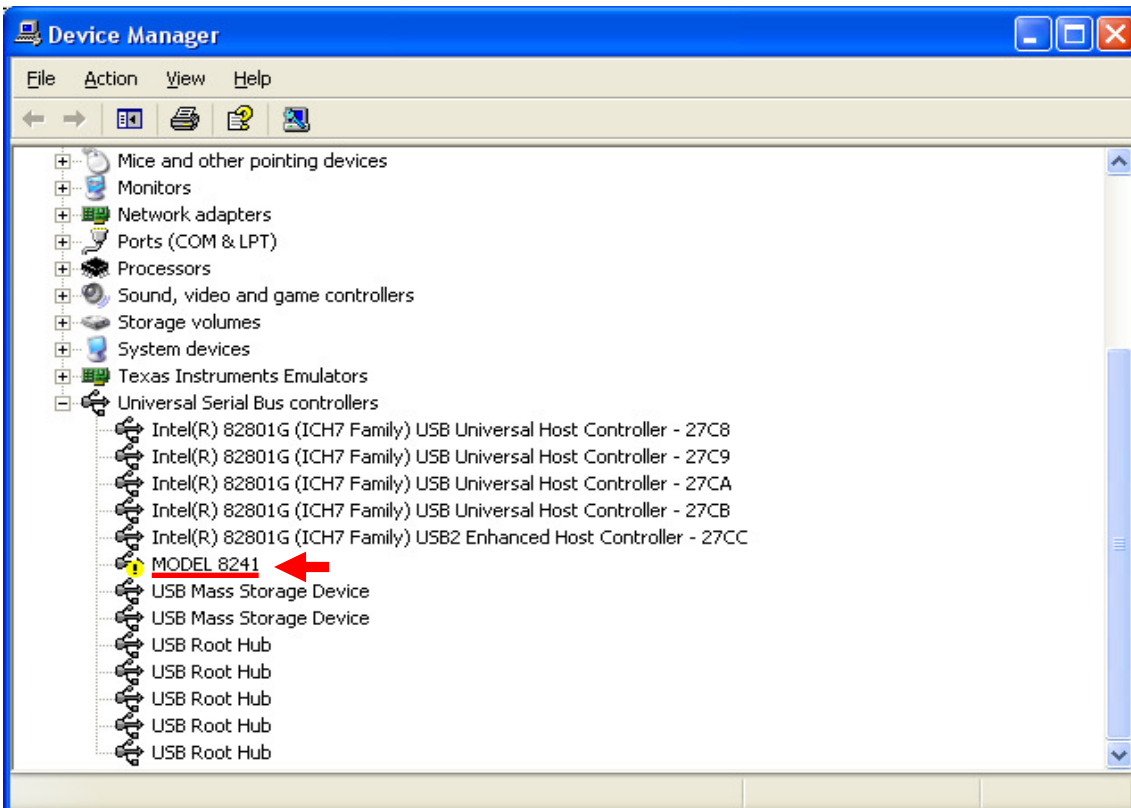 Device Manager
File Action View Help
Mice and other pointing devices
Monitors
Network adapters
Ports (COM & LPT)
Processors
Sound, video and game controllers
Storage volumes
System devices
Texas Instruments Emulators
Universal Serial Bus controllers
Intel(R) 82801G (ICH7 Family) USB Universal Host Controller - 27C8
Intel(R) 82801G (ICH7 Family) USB Universal Host Controller - 27C9
Intel(R) 82801G (ICH7 Family) USB Universal Host Controller - 27CA
Intel(R) 82801G (ICH7 Family) USB Universal Host Controller - 27CB
Intel(R) 82801G (ICH7 Family) USB2 Enhanced Host Controller - 27CC
MODEL 8241
USB Mass Storage Device
USB Mass Storage Device
USB Root Hub
USB Root Hub
USB Root Hub
USB Root Hub
USB Root Hub